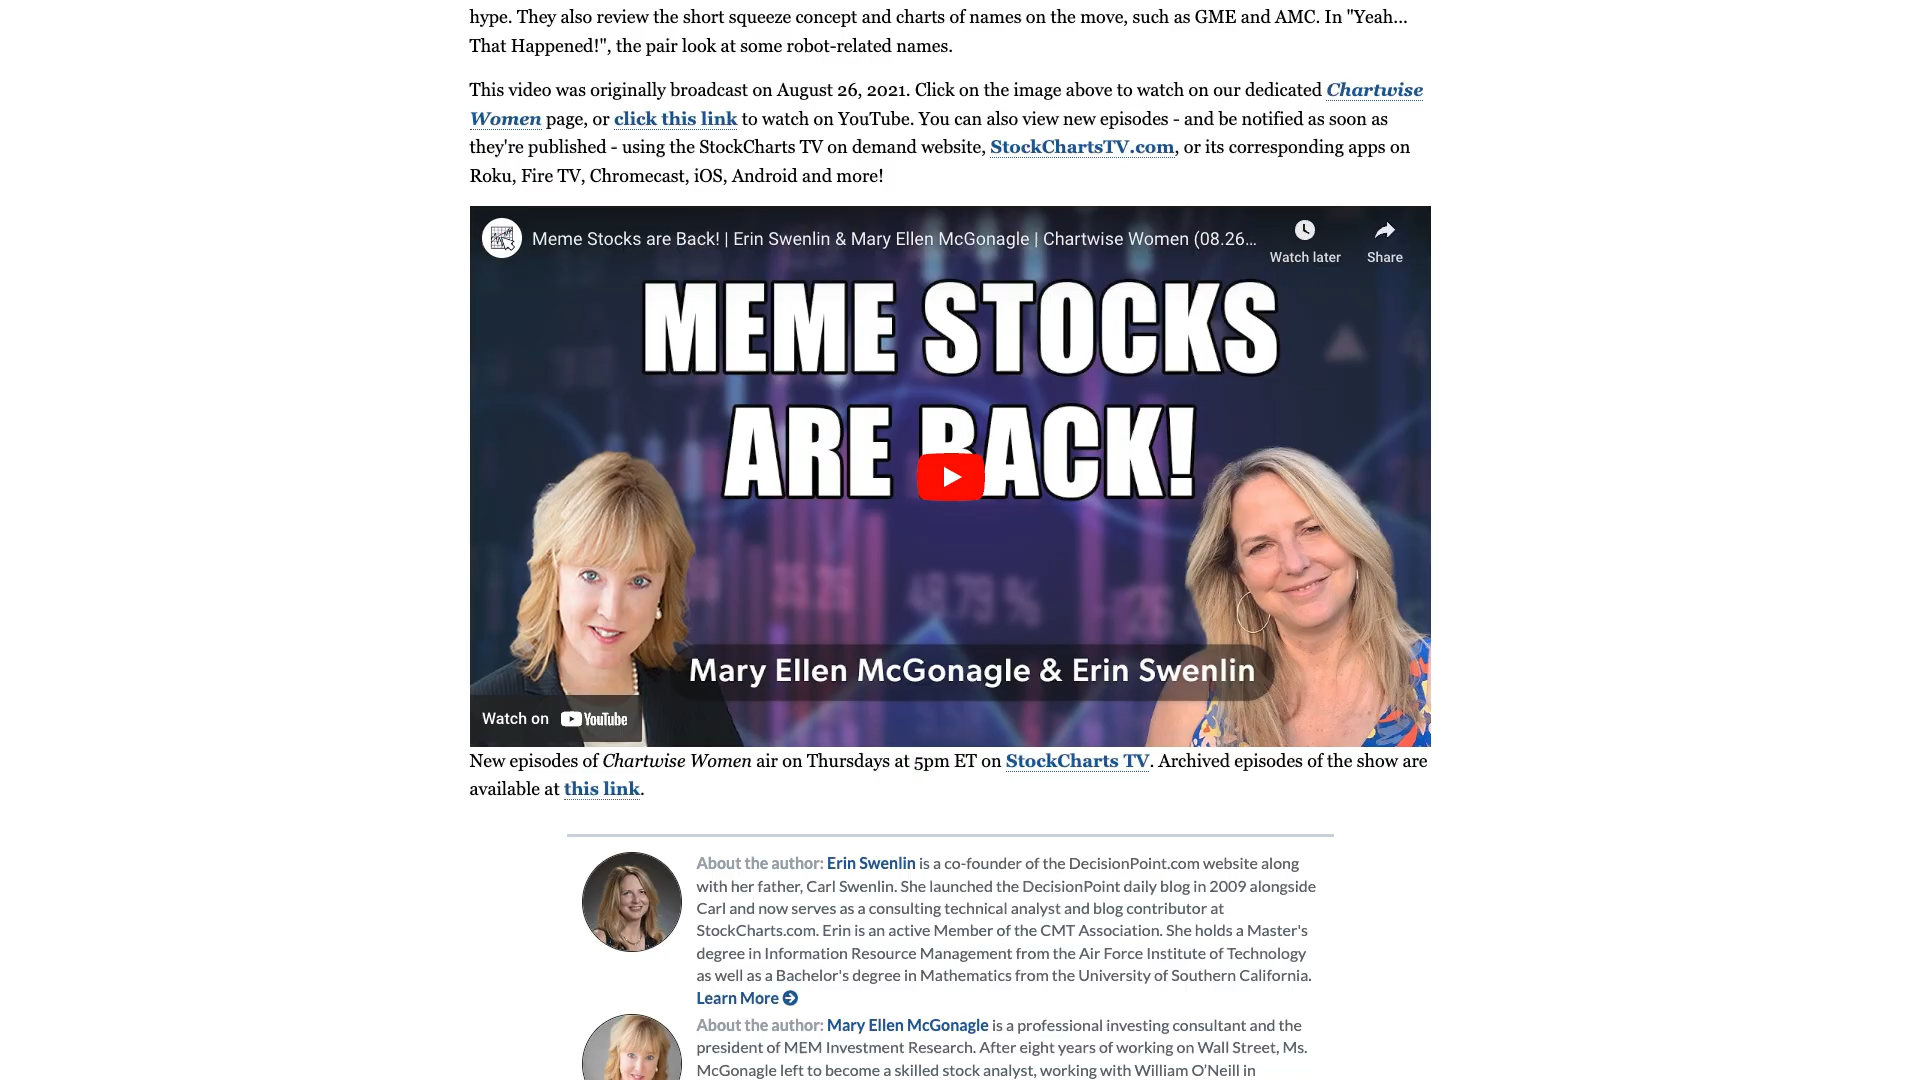 hype. They also review the short squeeze concept and charts of names on the move, such as GME and AMC. In "Yeah...
That Happened!", the pair look at some robot-related names.
This video was originally broadcast on August 26, 2021. Click on the image above to watch on our dedicated Chartwise
Women page, or click this link to watch on YouTube. You can also view new episodes - and be notified as soon as
they're published - using the StockCharts TV on demand website, StockChartsTV.com, or its corresponding apps on
Roku, Fire TV, Chromecast, iOS, Android and more!
Meme Stocks are Back! | Erin Swenlin & Mary Ellen McGonagle | Chartwise Women (08.26...
Watch later
Share
MEME STOCKS
ARE BACK!
35.26
48.79 %
Mary Ellen McGonagle & Erin Swenlin
Watch on YouTube
New episodes of Chartwise Women air on Thursdays at 5pm ET on StockCharts TV. Archived episodes of the show are
available at this link.
About the author: Erin Swenlin is a co-founder of the DecisionPoint.com website along
with her father, Carl Swenlin. She launched the DecisionPoint daily blog in 2009 alongside
Carl and now serves as a consulting technical analyst and blog contributor at
StockCharts.com. Erin is an active Member of the CMT Association. She holds a Master's
degree in Information Resource Management from the Air Force Institute of Technology
as well as a Bachelor's degree in Mathematics from the University of Southern California.
Learn More
About the author: Mary Ellen McGonagle is a professional investing consultant and the
president of MEM Investment Research. After eight years of working on Wall Street, Ms.
McGonagle left to become a skilled stock analyst, working with William O’Neill in